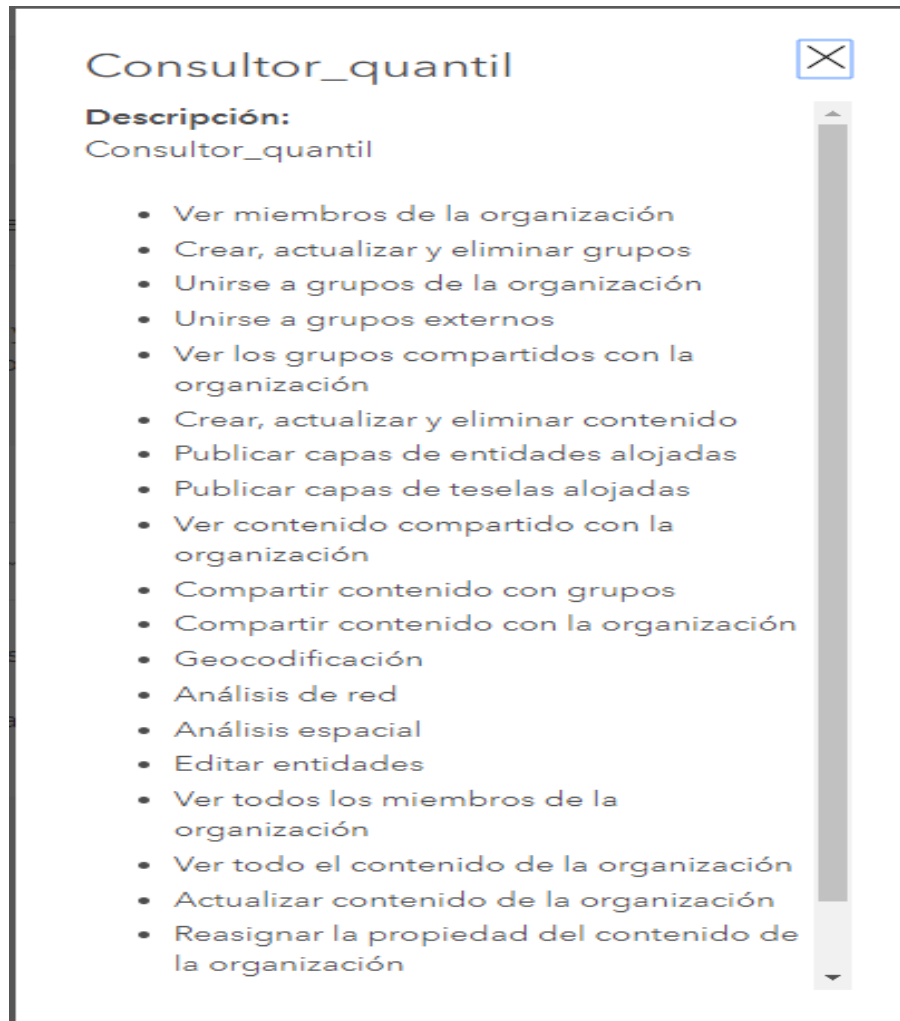 Consultor_quantil
Descripción:
Consultor_quantil
• Ver miembros de la organización
• Crear, actualizar y eliminar grupos
• Unirse a grupos de la organización
• Unirse a grupos externos
• Ver los grupos compartidos con la
organización
• Crear, actualizar y eliminar contenido
• Publicar capas de entidades alojadas
• Publicar capas de teselas alojadas
• Ver contenido compartido con la
organización
• Compartir contenido con grupos
• Compartir contenido con la organización
• Geocodificación
• Análisis de red
• Análisis espacial
• Editar entidades
• Ver todos los miembros de la
organización
• Ver todo el contenido de la organización
• Actualizar contenido de la organización
• Reasignar la propiedad del contenido de
la organización